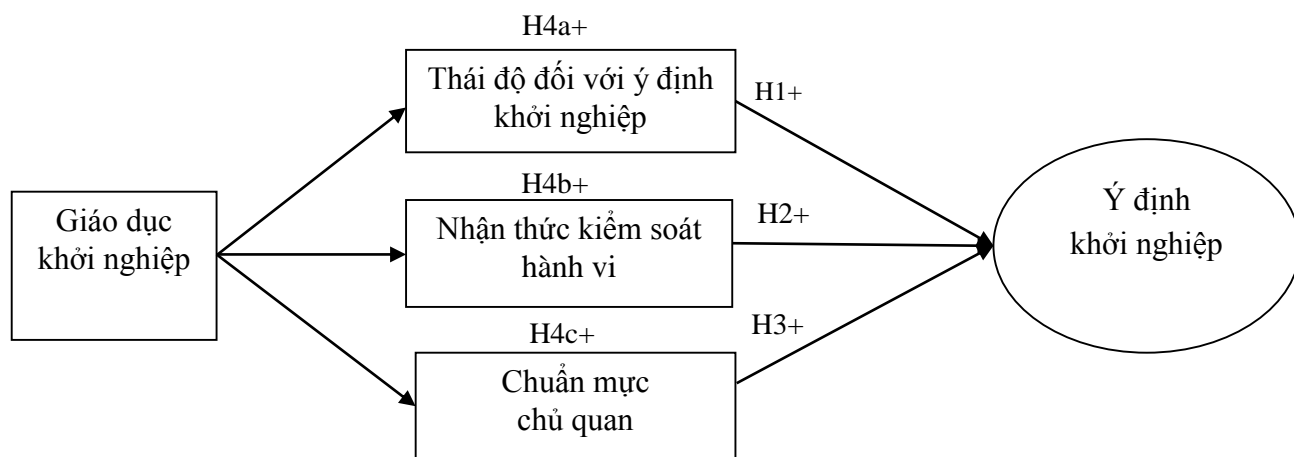 H4a+
Thái độ đối với ý định
khởi nghiệp
H1+
Giáo dục
khởi nghiệp
H4b+
Nhận thức kiểm soát
hành vi
H2+
Ý định
khởi nghiệp
H4c+
Chuẩn mực
chủ quan
H3+